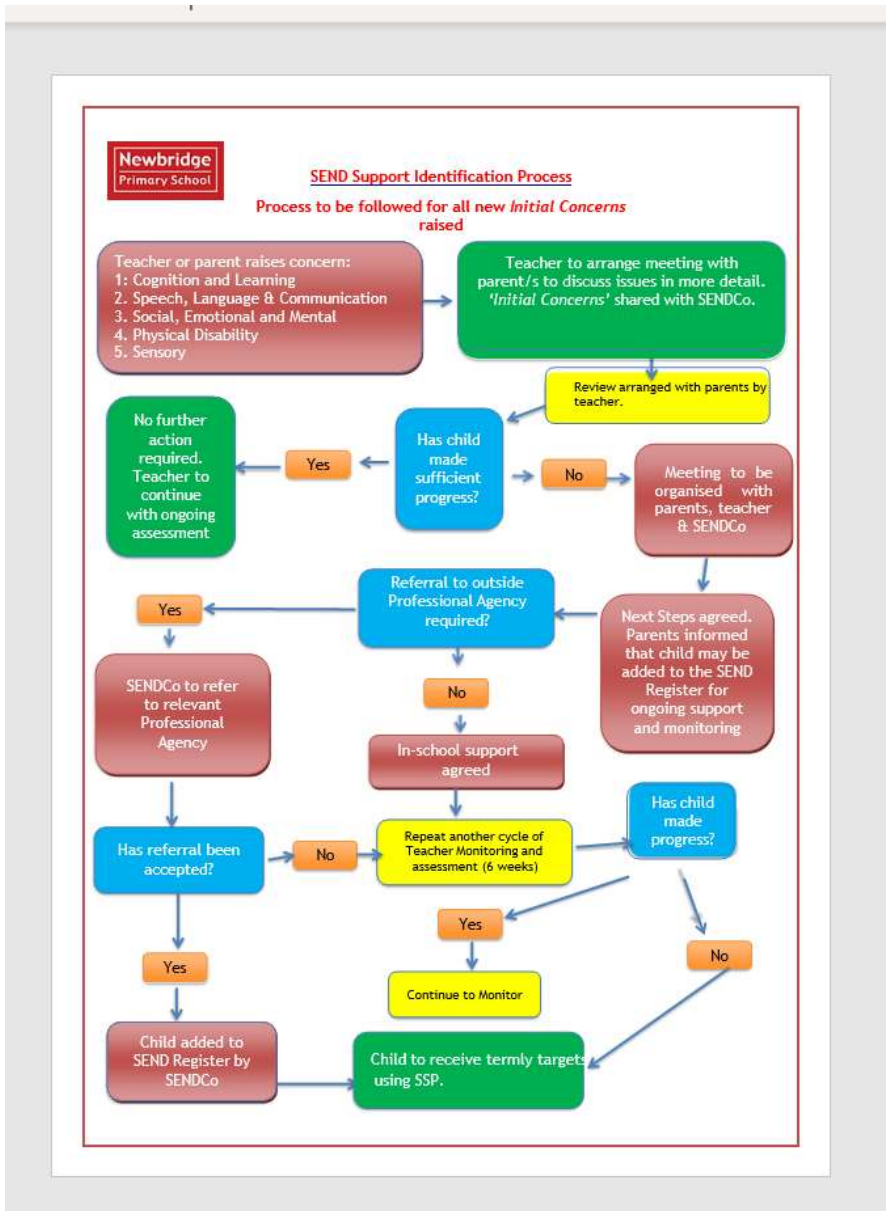 Newbridge
Primary School
SEND Support Identification Process
Process to be followed for all new Initial Concerns
raised
Teacher or parent raises concern:
1: Cognition and Learning
2. Speech, Language & Communication
3. Social, Emotional and Mental
4. Physical Disability
5. Sensory
Teacher to arrange meeting with
parent/s to discuss issues in more detail.
‘Initial Concerns’ shared with SENDCo.
Review arranged with parents by
teacher.
Has child
made
sufficient
progress?
Yes
No further
action
required.
Teacher to
continue
with ongoing
assessment
No
Meeting to be
organised with
parents, teacher
& SENDCo
Next Steps agreed.
Parents informed
that child may be
added to the SEND
Register for
ongoing support
and monitoring
Referral to outside
Professional Agency
required?
Yes
SENDCo to refer
to relevant
Professional
Agency
No
In-school support
agreed
Has referral been
accepted?
No
Repeat another cycle of
Teacher Monitoring and
assessment (6 weeks)
Has child
made
progress?
Yes
Continue to Monitor
No
Yes
Child added to
SEND Register by
SENDCo
Child to receive termly targets
using SSP.